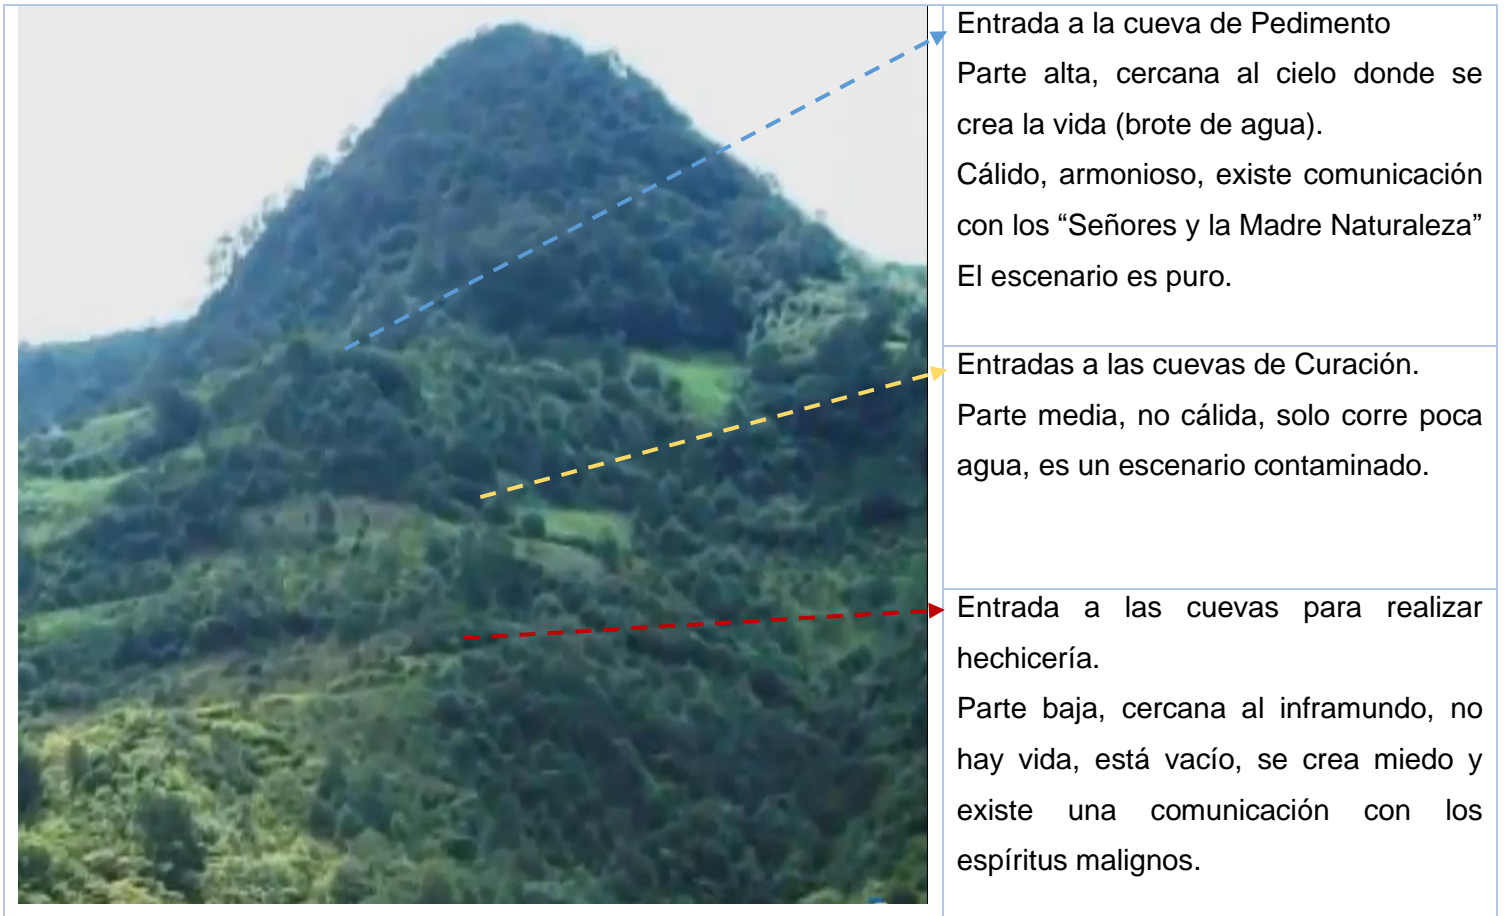 Entrada a la cueva de Pedimento
Parte alta, cercana al cielo donde se
crea la vida (brote de agua).
Cálido, armonioso, existe comunicación
con los “Señores y la Madre Naturaleza”
El escenario es puro.
Entradas a las cuevas de Curación.
Parte media, no cálida, solo corre poca
agua, es un escenario contaminado.
Entrada a las cuevas para realizar
hechicería.
Parte baja, cercana al inframundo, no
hay vida, está vacío, se crea miedo y
existe una comunicación con los
espíritus malignos.